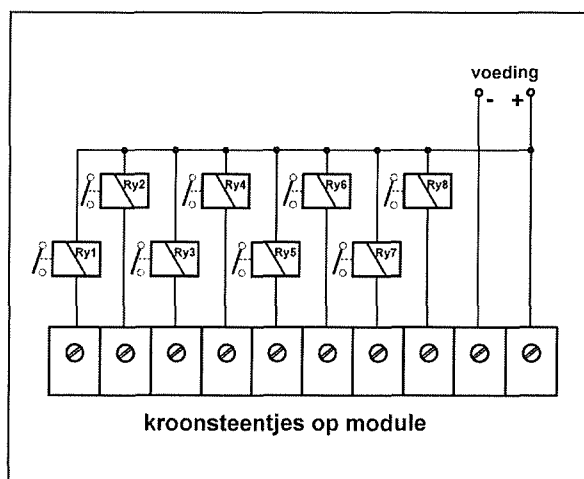 voeding
- +
Ry2 Ry4 Ry6 Ry8
Ry1 Ry3 Ry5 Ry7
kroonsteentjes op module